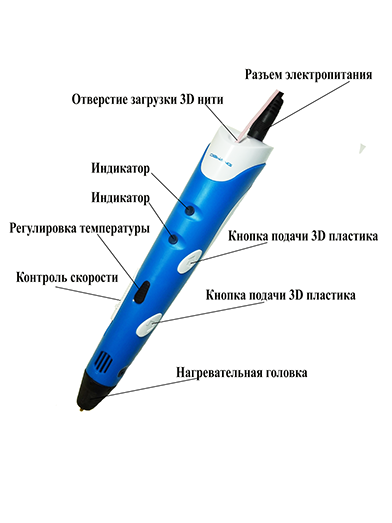 Разъем электропитания
Отверстие загрузки 3D нити
Индикатор
Индикатор
Регулировка температуры
Кнопка подачи 3D пластика
Контроль скорости
Кнопка подачи 3D пластика
Нагревательная головка